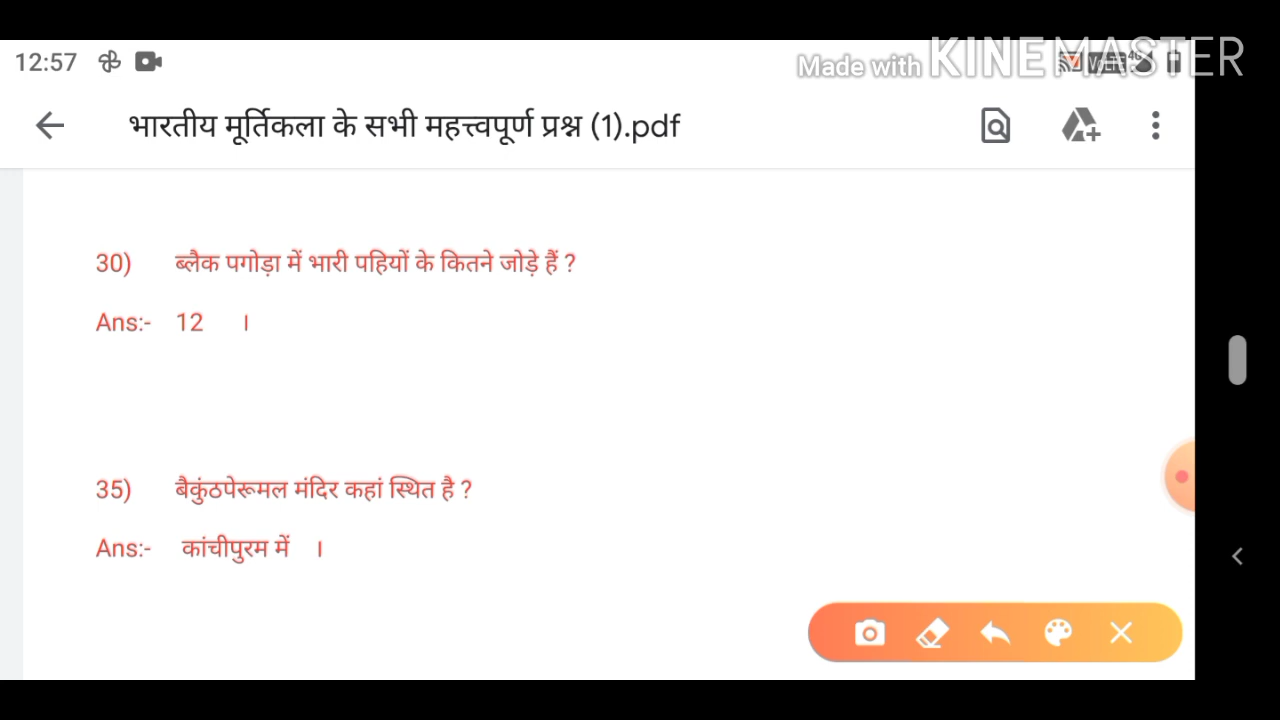 12:57
Made with KINEMASTER
भारतीय मूर्तिकला के सभी महत्त्वपूर्ण प्रश्न (1).pdf
30) ब्लैक पगोड़ा में भारी पहियों के कितने जोड़े हैं ?
Ans:- 12 ।
35) बैकुंठपेरूमल मंदिर कहां स्थित है ?
Ans:- कांचीपुरम में ।